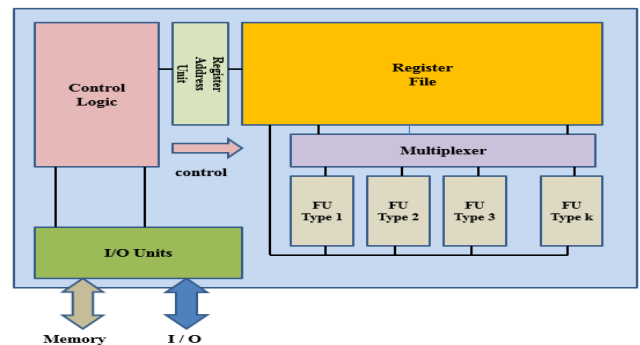 Control
Logic
Register
Address
Unit
Register
File
control
Multiplexer
FU
Type 1
FU
Type 2
FU
Type 3
FU
Type k
I/O Units
Memory
I / O